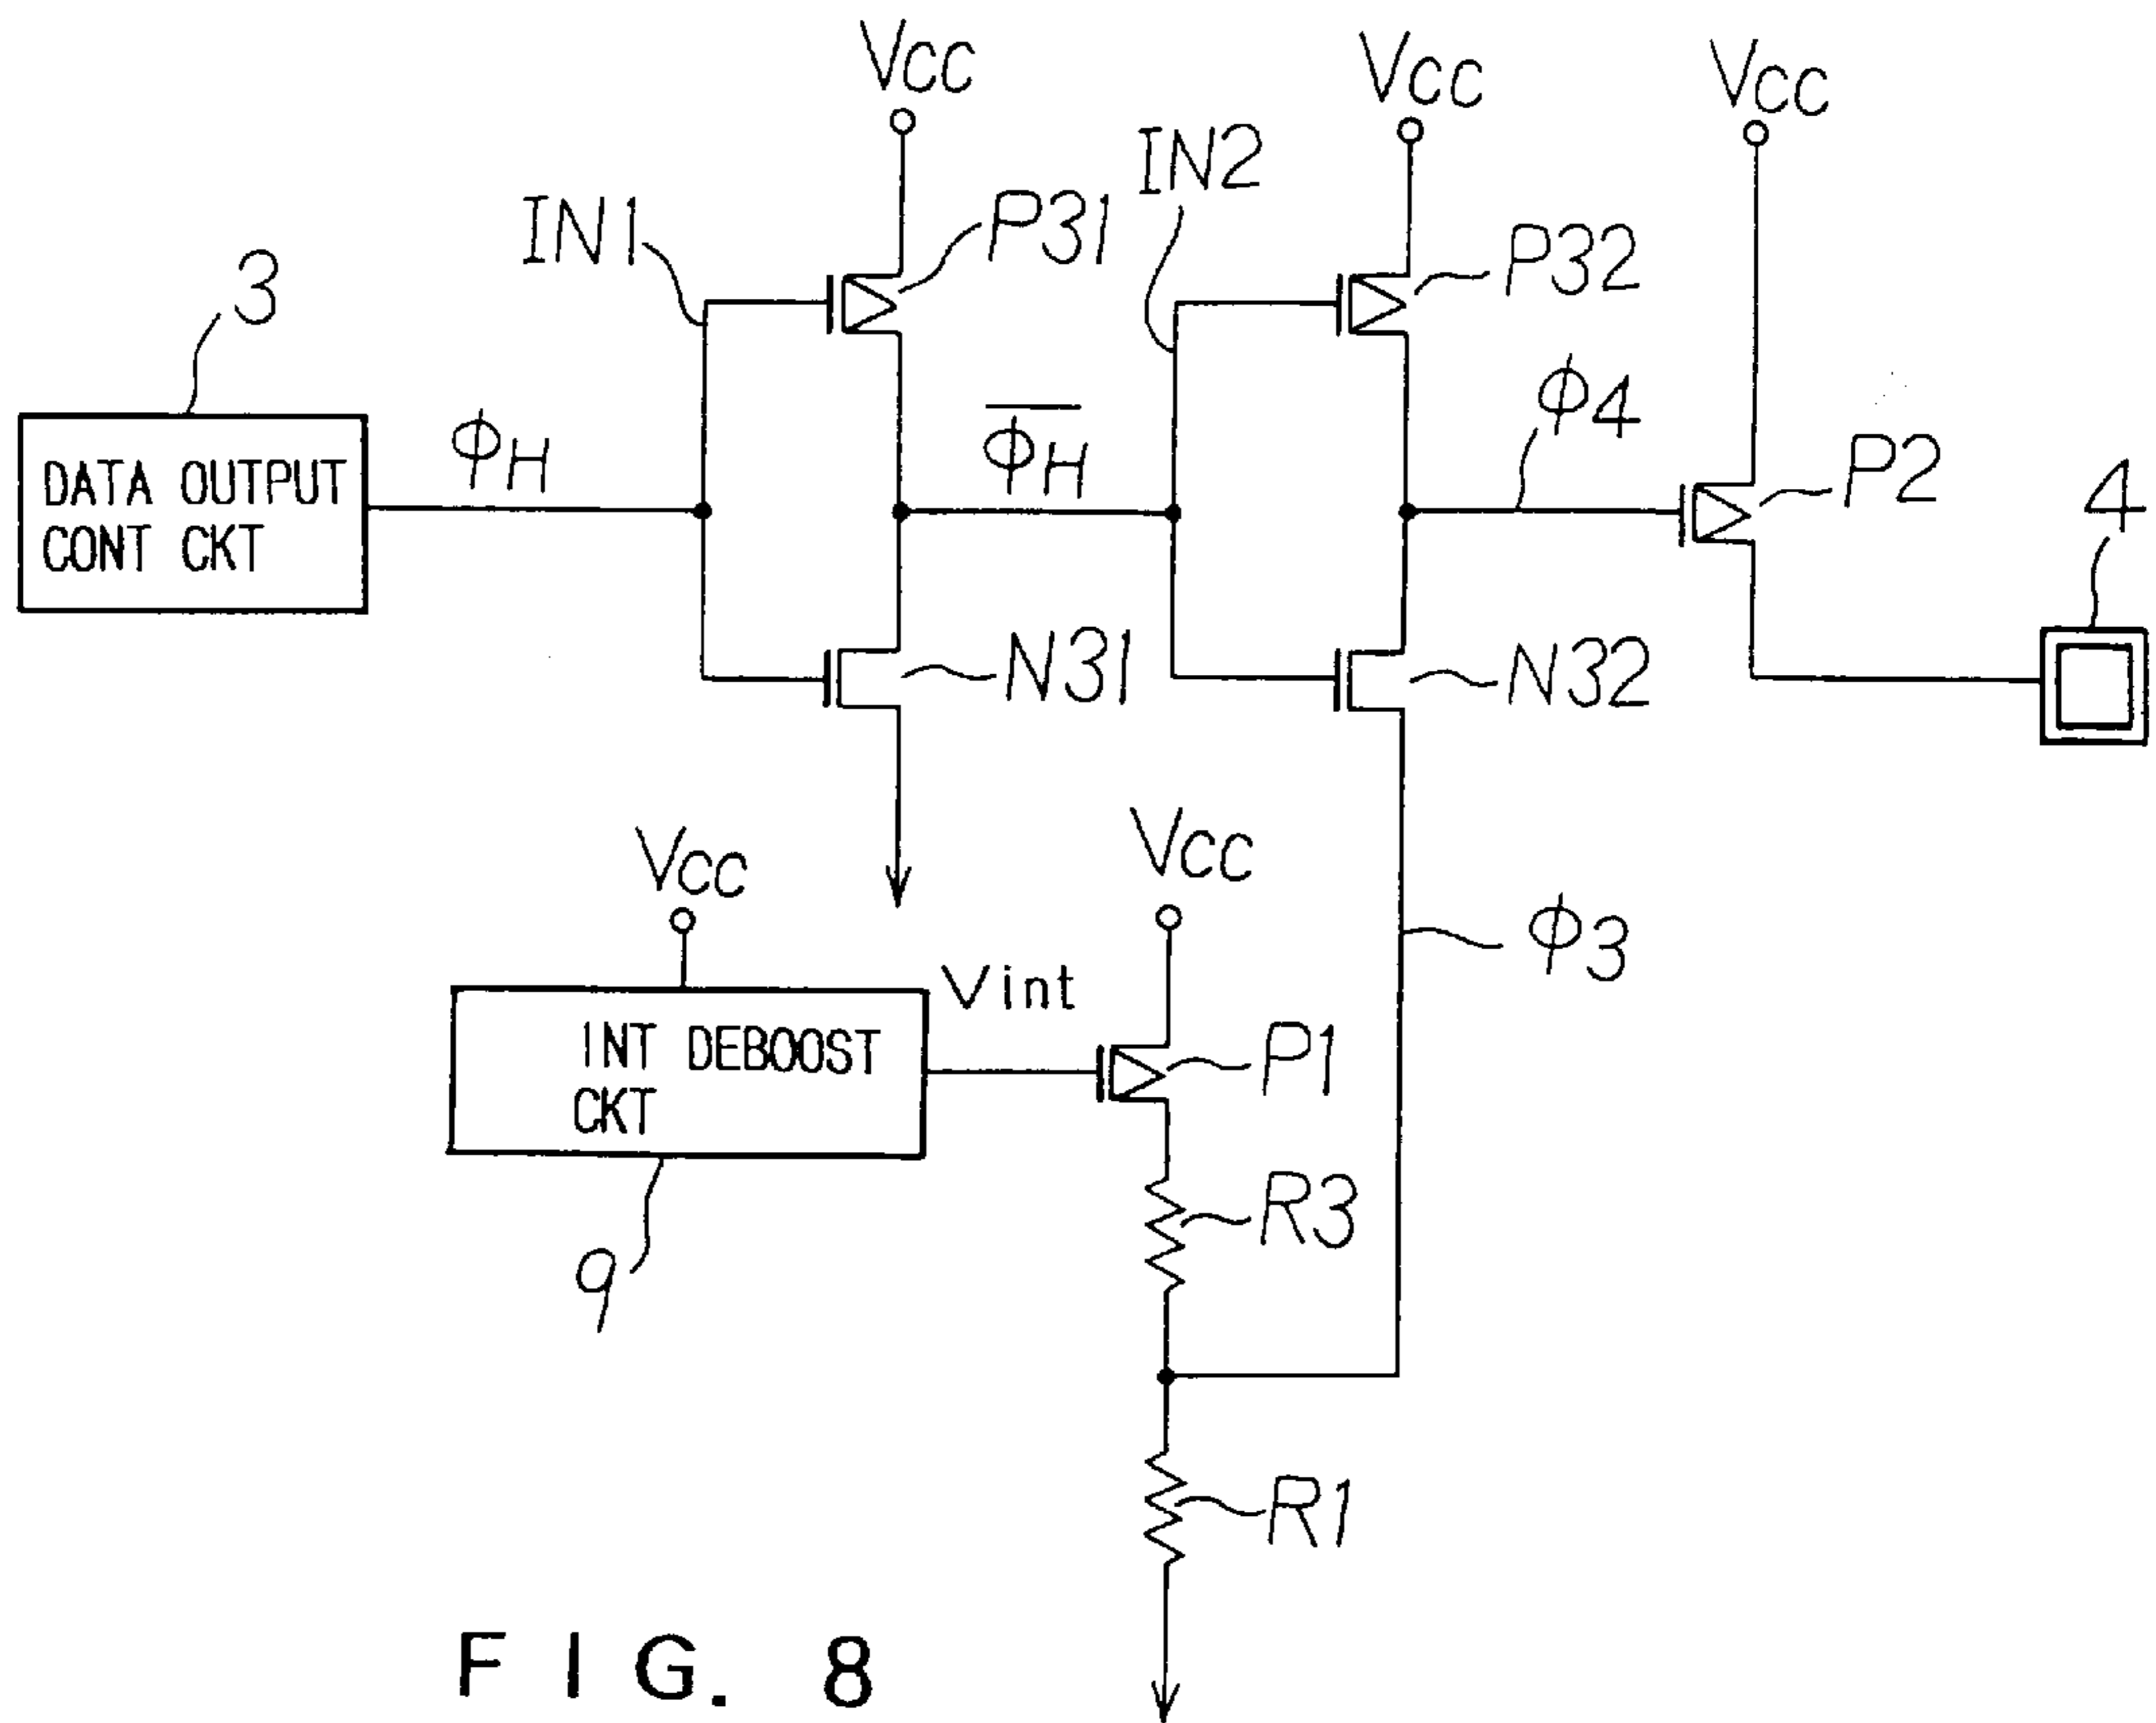 Vcc
Vcc
Vcc
IN1
P31
IN2
P32
3
DATA OUTPUT
CONT CKT
ΦH
Φ̅H̅
Φ4
P2
4
N31
N32
Vcc
Vcc
Φ3
INT DEBOOST
CKT
Vint
P1
9
R3
R1
FIG. 8